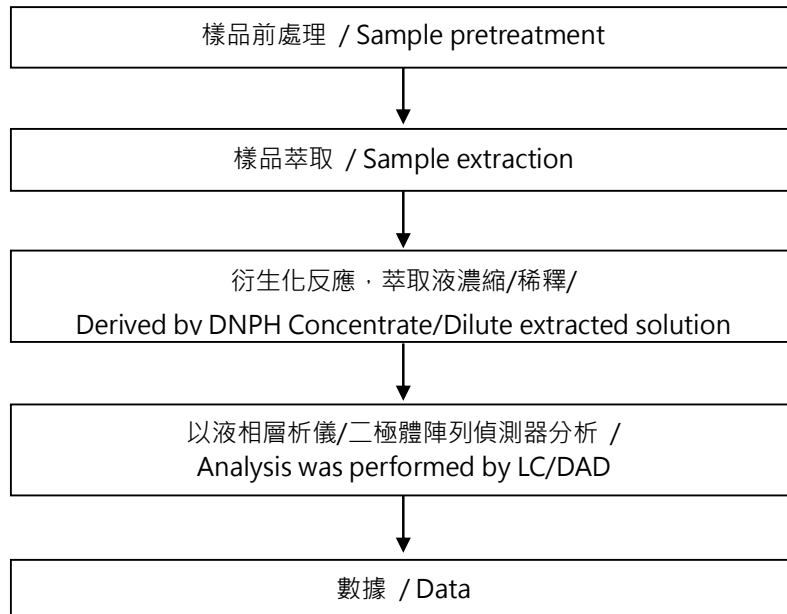 樣品前處理 / Sample pretreatment
樣品萃取 / Sample extraction
衍生化反應，萃取液濃縮/稀釋/
Derived by DNPH Concentrate/Dilute extracted solution
以液相層析儀/二極體陣列偵測器分析 /
Analysis was performed by LC/DAD
數據 / Data